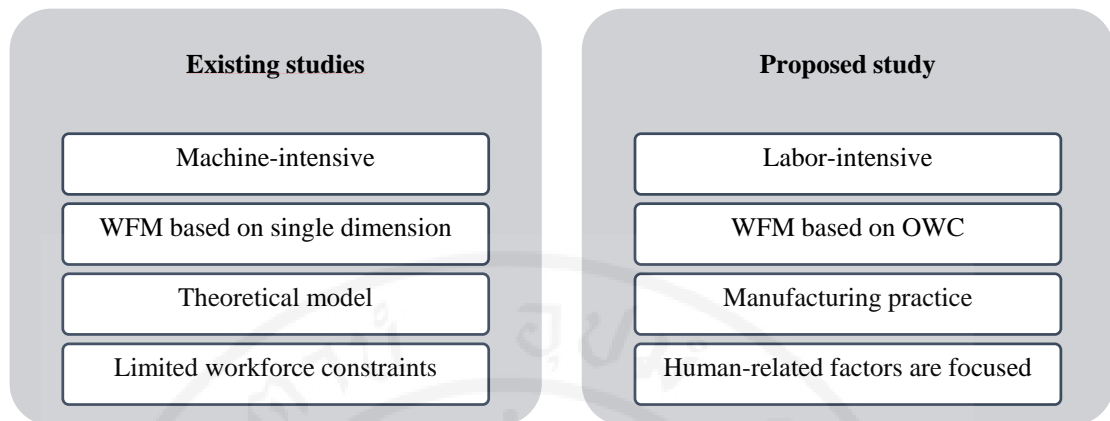 Existing studies
Machine-intensive
WFM based on single dimension
Theoretical model
Limited workforce constraints
Proposed study
Labor-intensive
WFM based on OWC
Manufacturing practice
Human-related factors are focused